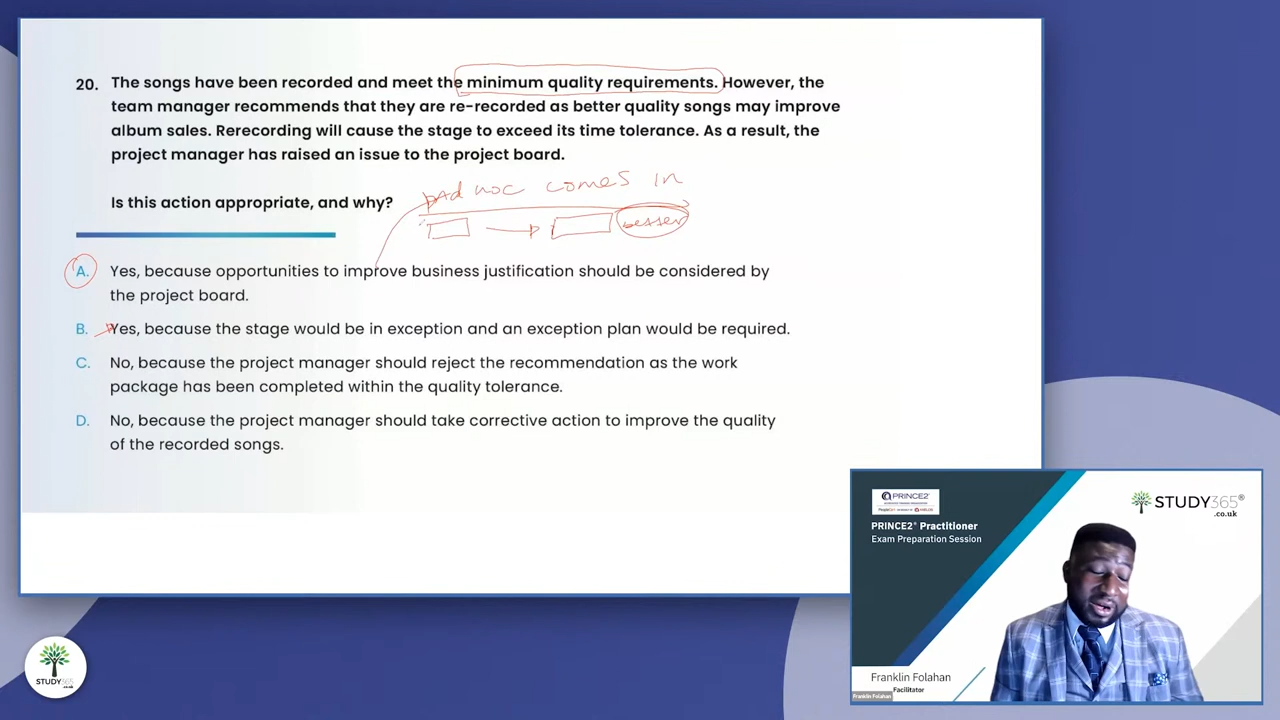 20. The songs have been recorded and meet the minimum quality requirements. However, the
team manager recommends that they are re-recorded as better quality songs may improve
album sales. Rerecording will cause the stage to exceed its time tolerance. As a result, the
project manager has raised an issue to the project board.
Ad hoc comes in
Is this action appropriate, and why?
A. Yes, because opportunities to improve business justification should be considered by
the project board.
B. Yes, because the stage would be in exception and an exception plan would be required.
C. No, because the project manager should reject the recommendation as the work
package has been completed within the quality tolerance.
D. No, because the project manager should take corrective action to improve the quality
of the recorded songs.
PRINCE2®
PRINCE2® Practitioner
Exam Preparation Session
STUDY365®
.co.uk
Franklin Folahan
Facilitator
Franklin Folahan
STUDY365
.co.uk